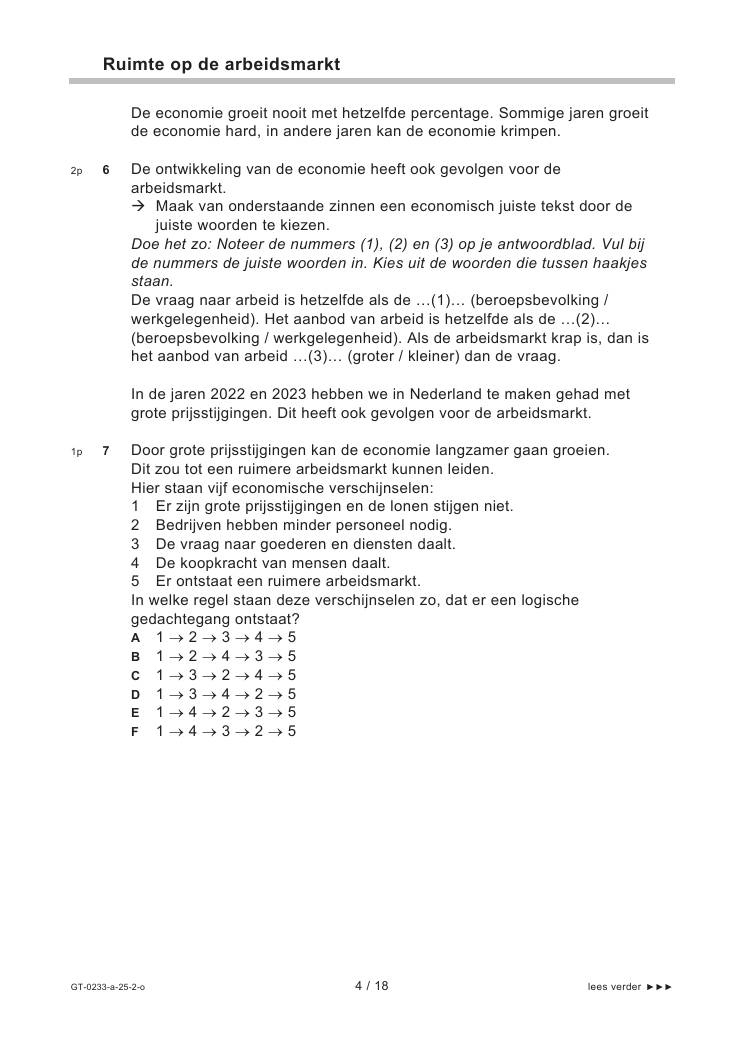 Ruimte op de arbeidsmarkt
De economie groeit nooit met hetzelfde percentage. Sommige jaren groeit
de economie hard, in andere jaren kan de economie krimpen.
2p 6 De ontwikkeling van de economie heeft ook gevolgen voor de
arbeidsmarkt.
→ Maak van onderstaande zinnen een economisch juiste tekst door de
juiste woorden te kiezen.
Doe het zo: Noteer de nummers (1), (2) en (3) op je antwoordblad. Vul bij
de nummers de juiste woorden in. Kies uit de woorden die tussen haakjes
staan.
De vraag naar arbeid is hetzelfde als de …(1)… (beroepsbevolking /
werkgelegenheid). Het aanbod van arbeid is hetzelfde als de …(2)…
(beroepsbevolking / werkgelegenheid). Als de arbeidsmarkt krap is, dan is
het aanbod van arbeid …(3)… (groter / kleiner) dan de vraag.
In de jaren 2022 en 2023 hebben we in Nederland te maken gehad met
grote prijsstijgingen. Dit heeft ook gevolgen voor de arbeidsmarkt.
1p 7 Door grote prijsstijgingen kan de economie langzamer gaan groeien.
Dit zou tot een ruimere arbeidsmarkt kunnen leiden.
Hier staan vijf economische verschijnselen:
1 Er zijn grote prijsstijgingen en de lonen stijgen niet.
2 Bedrijven hebben minder personeel nodig.
3 De vraag naar goederen en diensten daalt.
4 De koopkracht van mensen daalt.
5 Er ontstaat een ruimere arbeidsmarkt.
In welke regel staan deze verschijnselen zo, dat er een logische
gedachtegang ontstaat?
A 1 → 2 → 3 → 4 → 5
B 1 → 2 → 4 → 3 → 5
C 1 → 3 → 2 → 4 → 5
D 1 → 3 → 4 → 2 → 5
E 1 → 4 → 2 → 3 → 5
F 1 → 4 → 3 → 2 → 5
GT-0233-a-25-2-o 4 / 18 lees verder ►►►